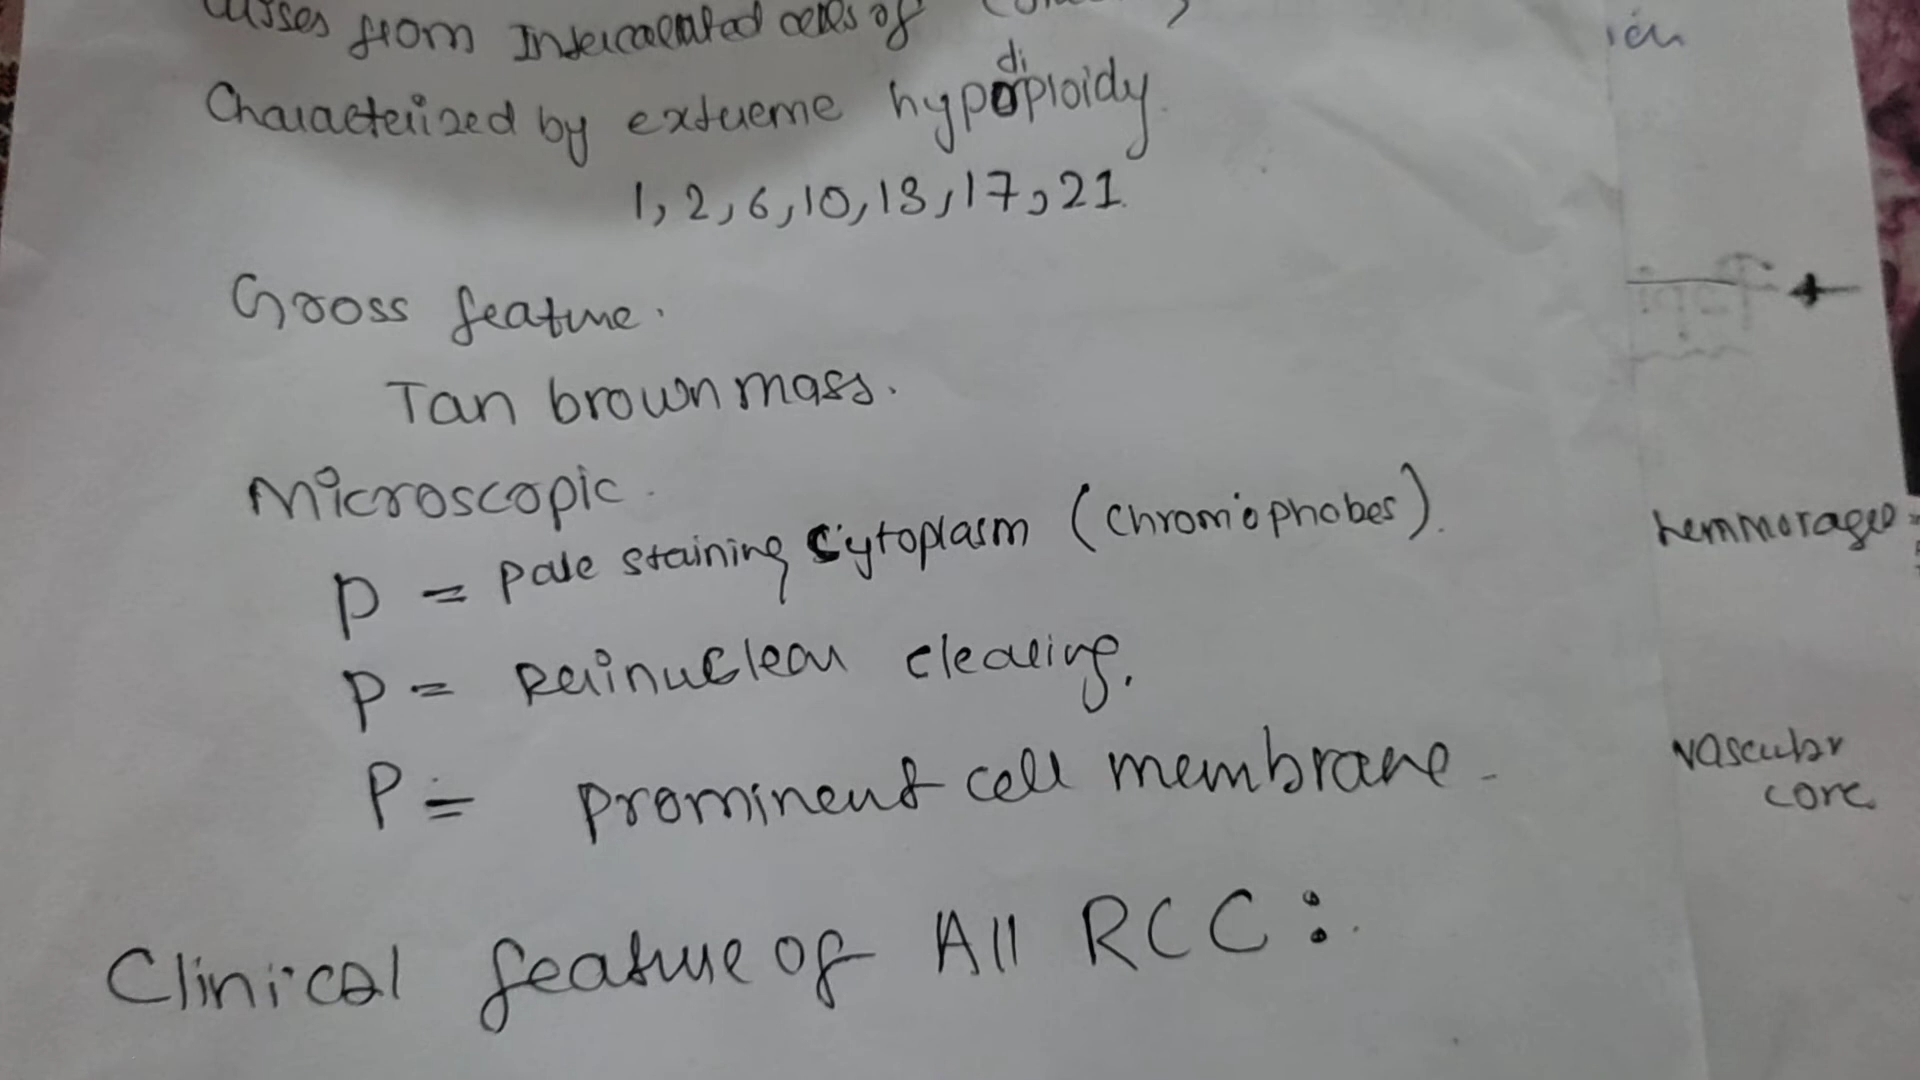 from Intercalated cells of
Characterized by extreme hypodiploidy.
1, 2, 6, 10, 13, 17, 21.
Gross feature.
Tan brown mass.
Microscopic.
P = pale staining cytoplasm (chromophobes).
P = Perinuclear clearing.
P = prominent cell membrane.
Clinical feature of All RCC :
hemmorages
vascular
core